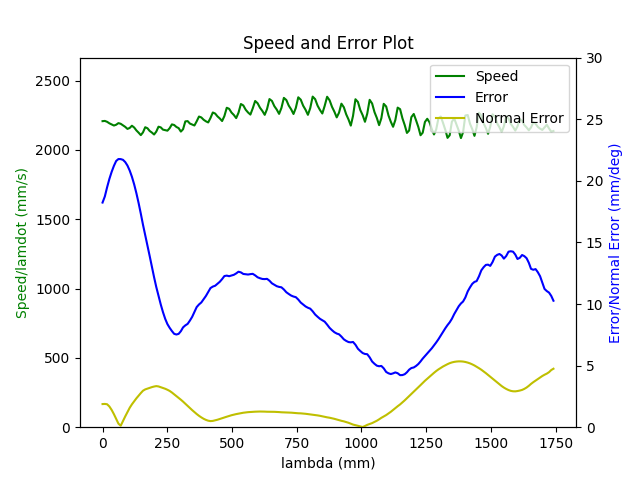 Speed and Error Plot
Speed
Error
Normal Error
Speed/lamdot (mm/s)
2500
2000
1500
1000
500
0
30
25
20
15
10
5
0
Error/Normal Error (mm/deg)
0 250 500 750 1000 1250 1500 1750
lambda (mm)